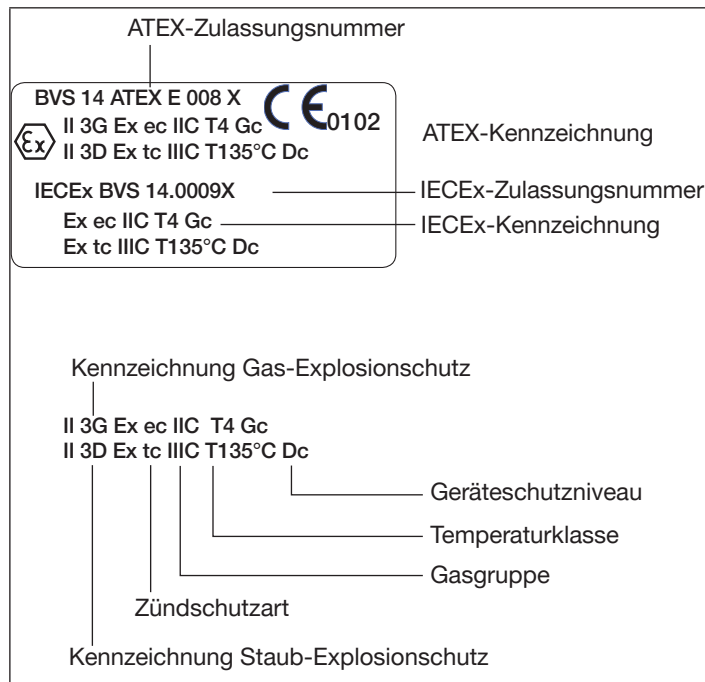 ATEX-Zulassungsnummer
BVS 14 ATEX E 008 X
CE0102
II 3G Ex ec IIC T4 Gc
Ex
II 3D Ex tc IIIC T135°C Dc
ATEX-Kennzeichnung
IECEx BVS 14.0009X
IECEx-Zulassungsnummer
Ex ec IIC T4 Gc
IECEx-Kennzeichnung
Ex tc IIIC T135°C Dc
Kennzeichnung Gas-Explosionschutz
II 3G Ex ec IIC T4 Gc
II 3D Ex tc IIIC T135°C Dc
Geräteschutzniveau
Temperaturklasse
Gasgruppe
Zündschutzart
Kennzeichnung Staub-Explosionschutz